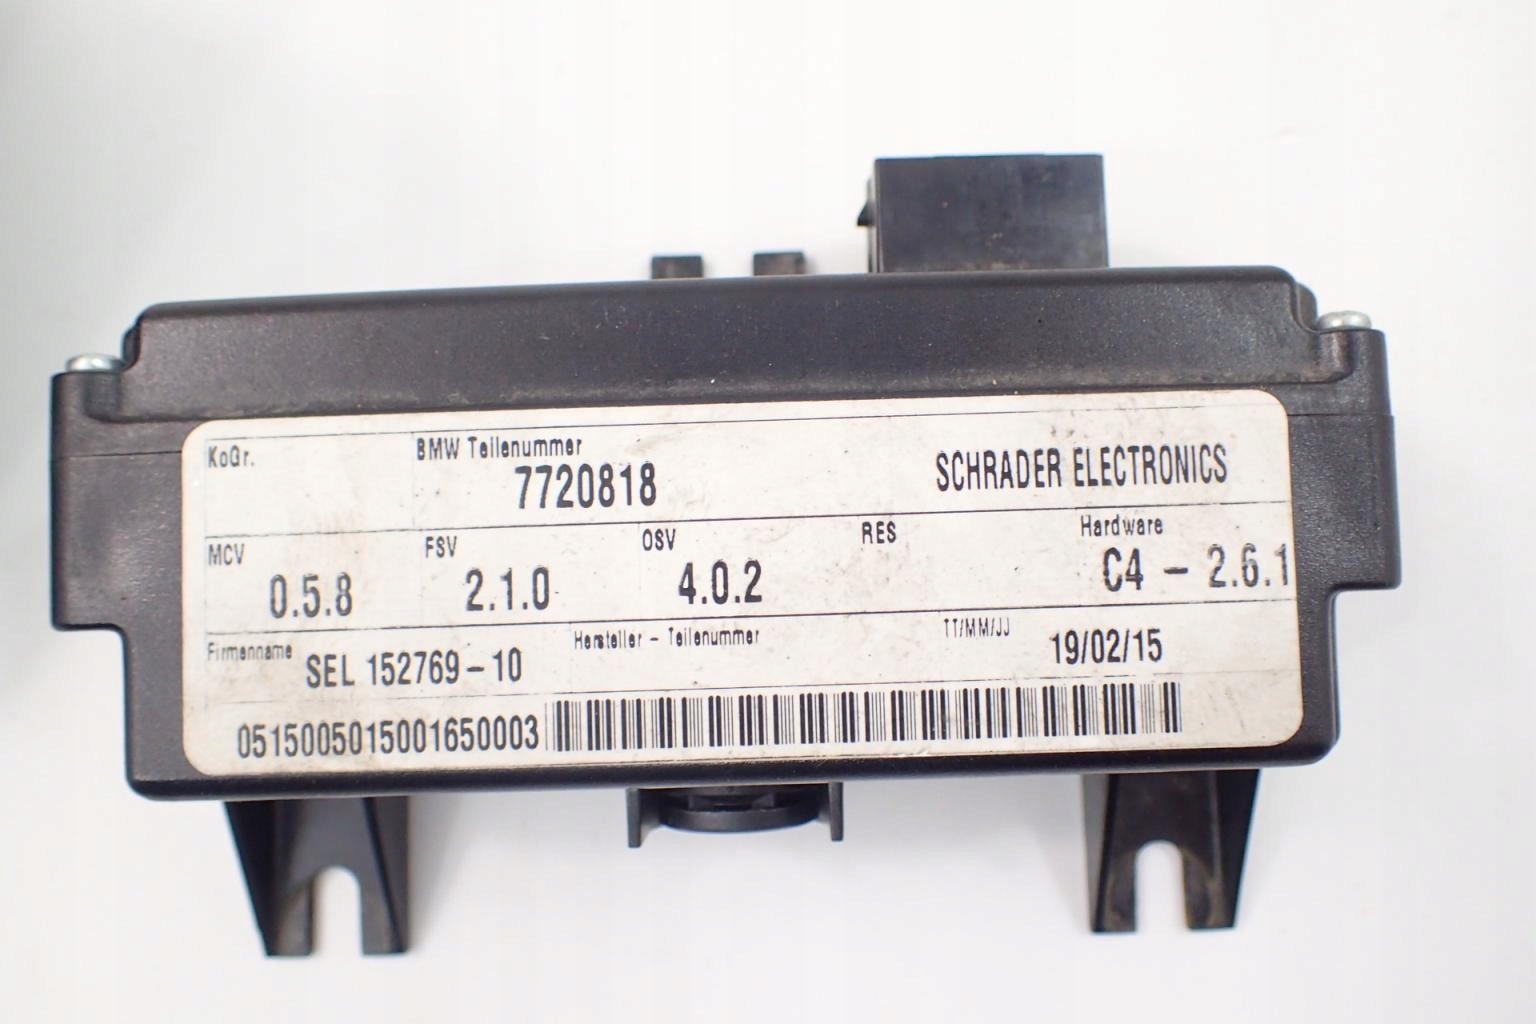 KoGr. BMW Teilenummer
7720818 SCHRADER ELECTRONICS
MCV FSV OSV RES Hardware
0.5.8 2.1.0 4.0.2 C4 - 2.6.1
Firmenname Hersteller - Teilenummer TT/MM/JJ
SEL 152769-10 19/02/15
0515005015001650003